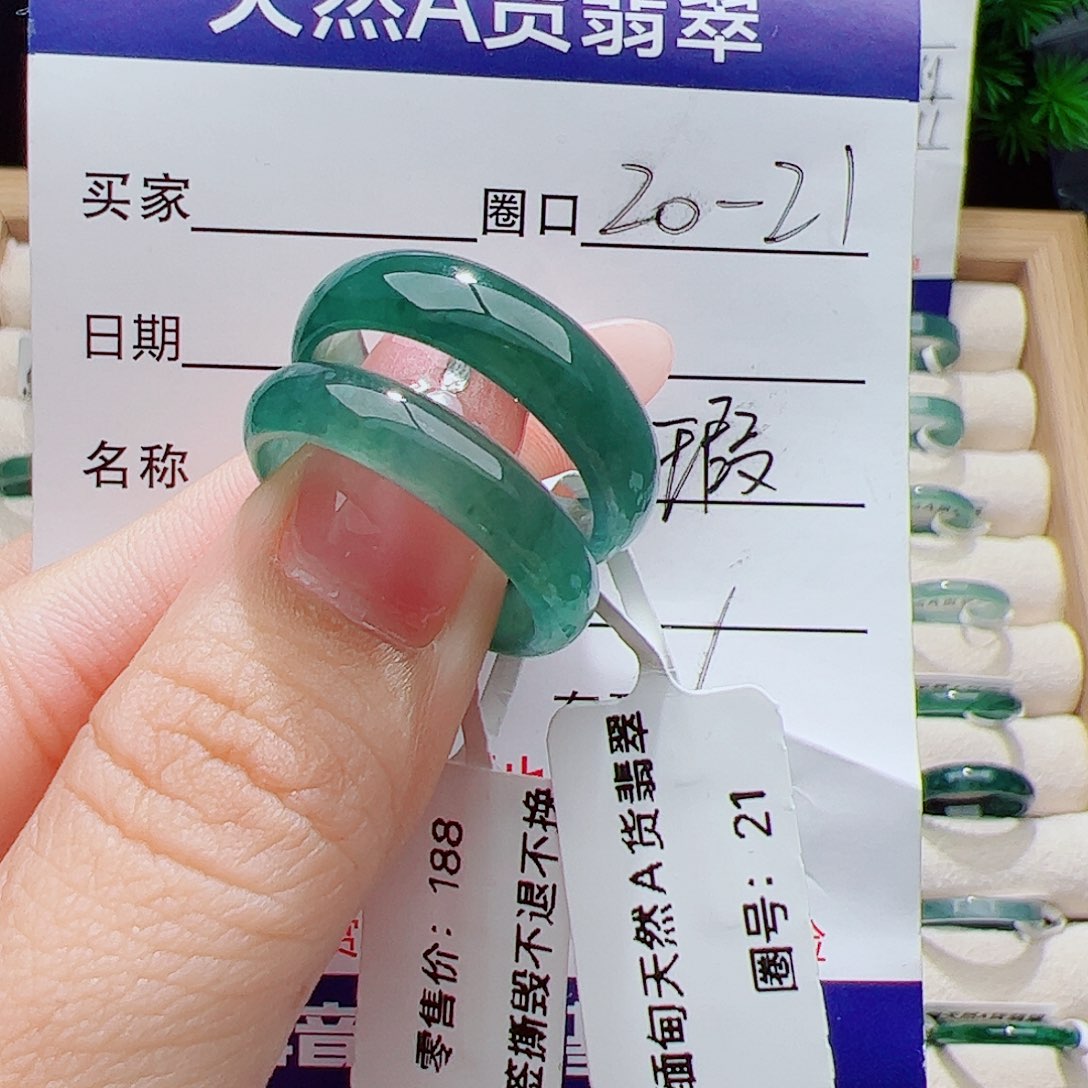 天然A货翡翠
买家 圈口 20-21
日期
名称 瑕
零售价：188
签撕毁不退不换
缅甸天然A货翡翠
圈号：21